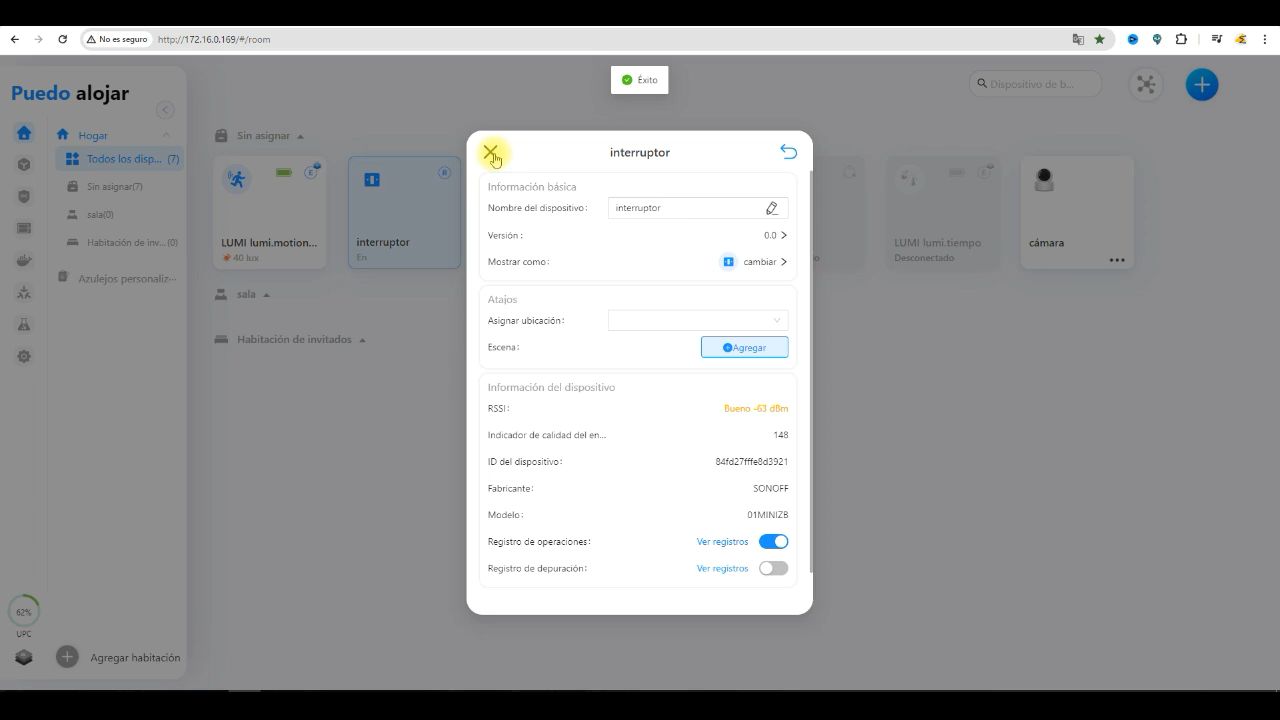 No es seguro
http://172.16.0.169/#/room
Éxito
Puedo alojar
Dispositivo de b...
Hogar
Todos los disp... (7)
Sin asignar(7)
sala(0)
Habitación de inv...(0)
Azulejos personaliz...
62%
UPC
Agregar habitación
Sin asignar
LUMI lumi.motion...
40 lux
interruptor
En
LUMI lumi.tiempo
Desconectado
cámara
sala
Habitación de invitados
interruptor
Información básica
Nombre del dispositivo:
interruptor
Versión :
0.0
Mostrar como:
cambiar
Atajos
Asignar ubicación:
Escena:
Agregar
Información del dispositivo
RSSI:
Bueno -63 dBm
Indicador de calidad del en...
148
ID del dispositivo:
84fd27fffe8d3921
Fabricante:
SONOFF
Modelo:
01MINIZB
Registro de operaciones:
Ver registros
Registro de depuración:
Ver registros